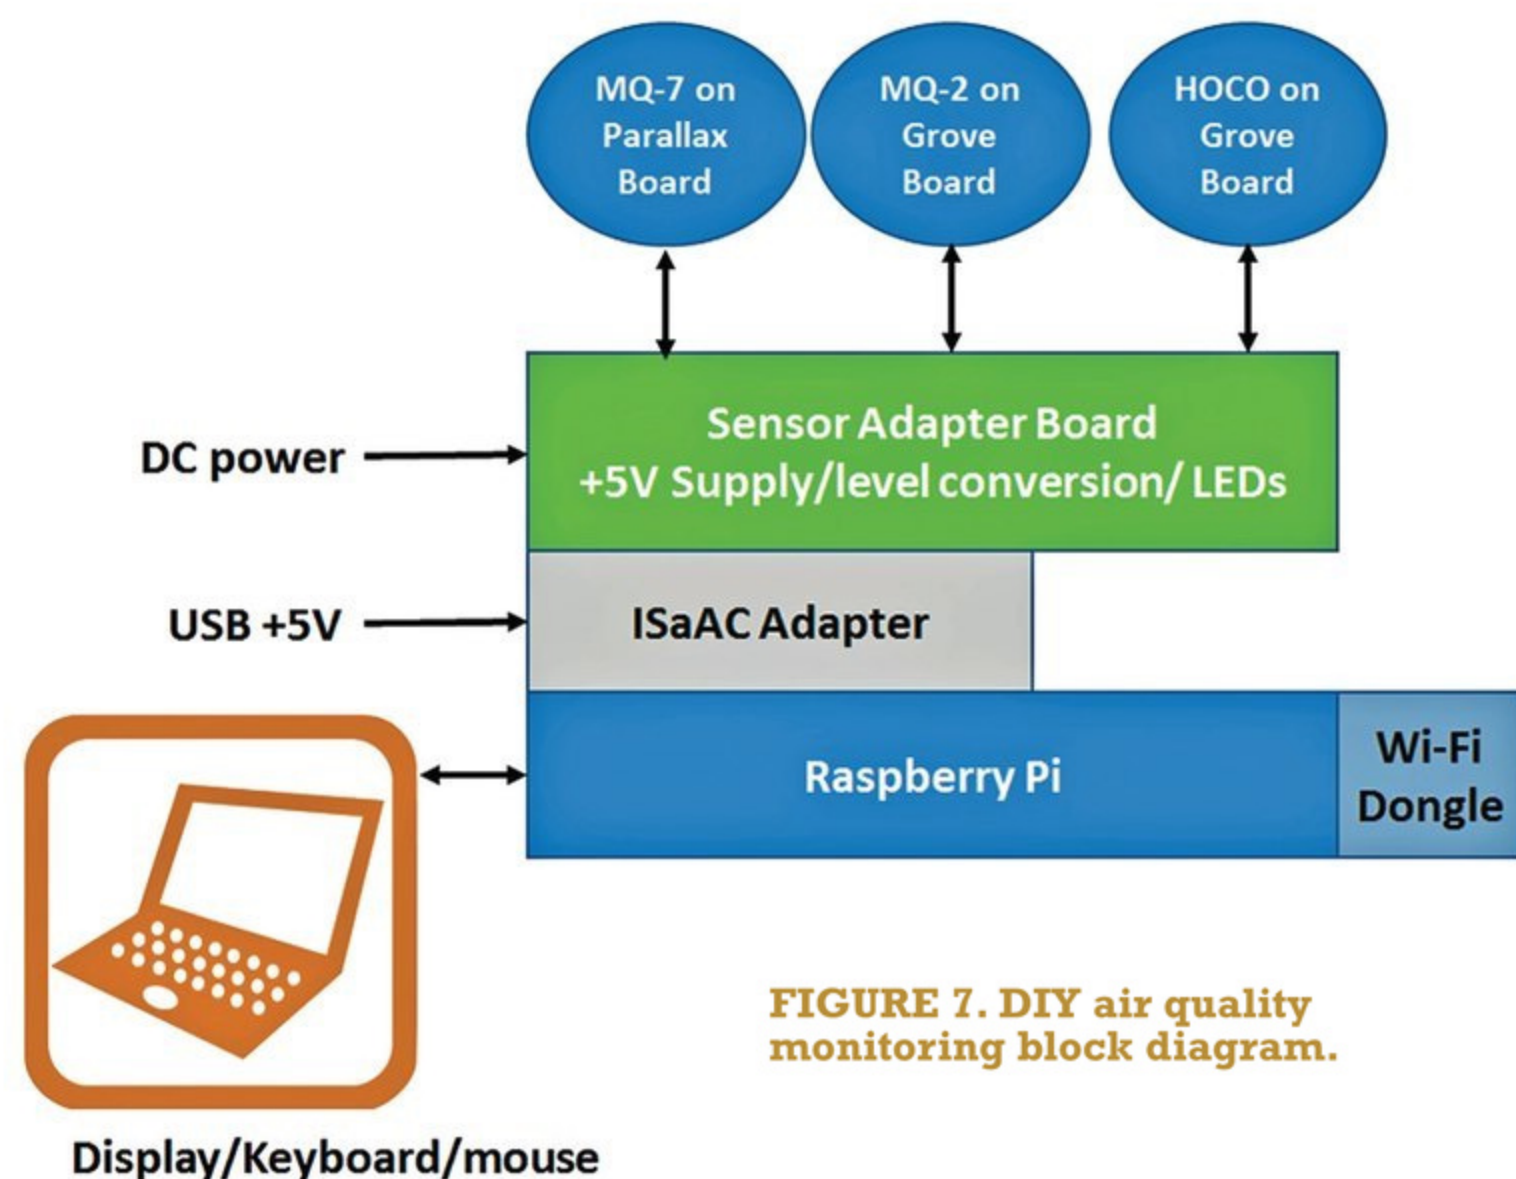 MQ-7 on
Parallax
Board
MQ-2 on
Grove
Board
HOCO on
Grove
Board
Sensor Adapter Board
+5V Supply/level conversion/ LEDs
DC power
ISaAC Adapter
USB +5V
Raspberry Pi
Wi-Fi
Dongle
Display/Keyboard/mouse
FIGURE 7. DIY air quality
monitoring block diagram.